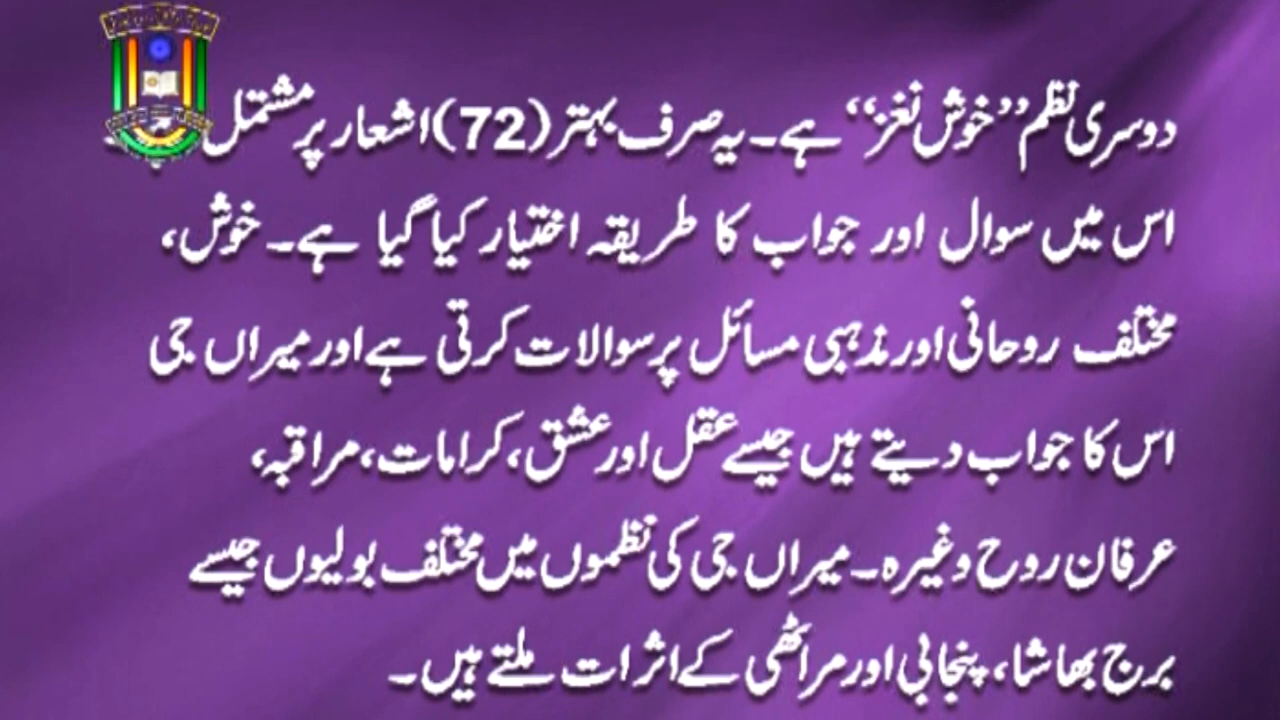 دوسری نظم ’’خوش نغز‘‘ ہے۔ یہ صرف بہتر (72) اشعار پر مشتمل
اس میں سوال اور جواب کا طریقہ اختیار کیا گیا ہے۔ خوش،
مختلف روحانی اور مذہبی مسائل پر سوالات کرتی ہے اور میراں جی
اس کا جواب دیتے ہیں جیسے عقل اور عشق، کرامات، مراقبہ،
عرفان روح وغیرہ۔ میراں جی کی نظموں میں مختلف بولیوں جیسے
برج بھاشا، پنجابی اور مراٹھی کے اثرات ملتے ہیں۔